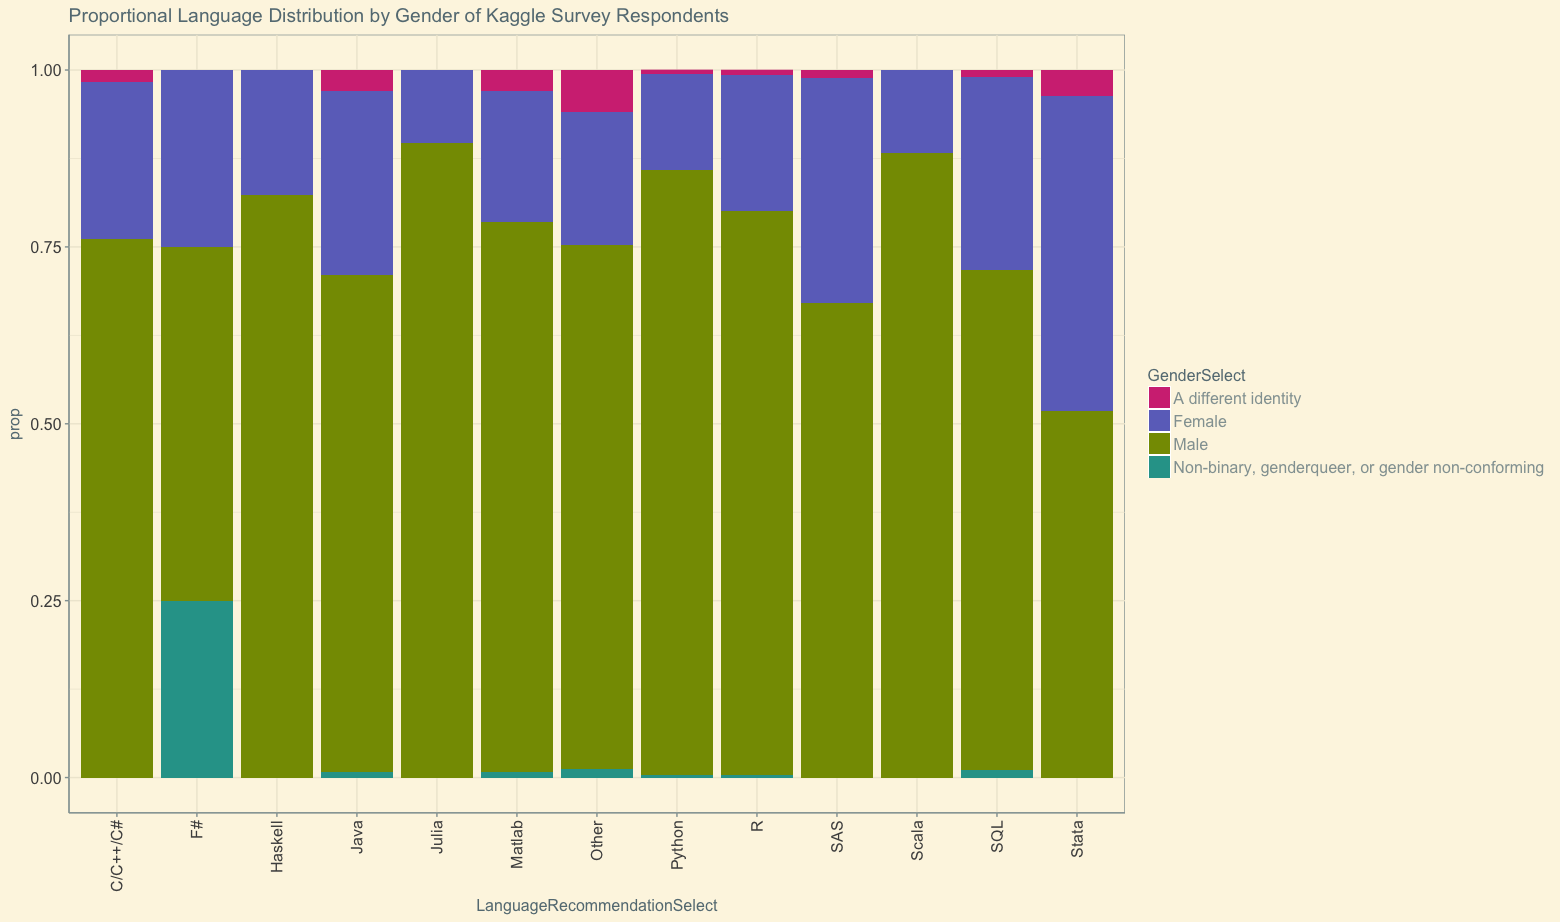 Proportional Language Distribution by Gender of Kaggle Survey Respondents
prop
1.00
0.75
0.50
0.25
0.00
C/C++/C#
F#
Haskell
Java
Julia
Matlab
Other
Python
R
SAS
Scala
SQL
Stata
LanguageRecommendationSelect
GenderSelect
A different identity
Female
Male
Non-binary, genderqueer, or gender non-conforming